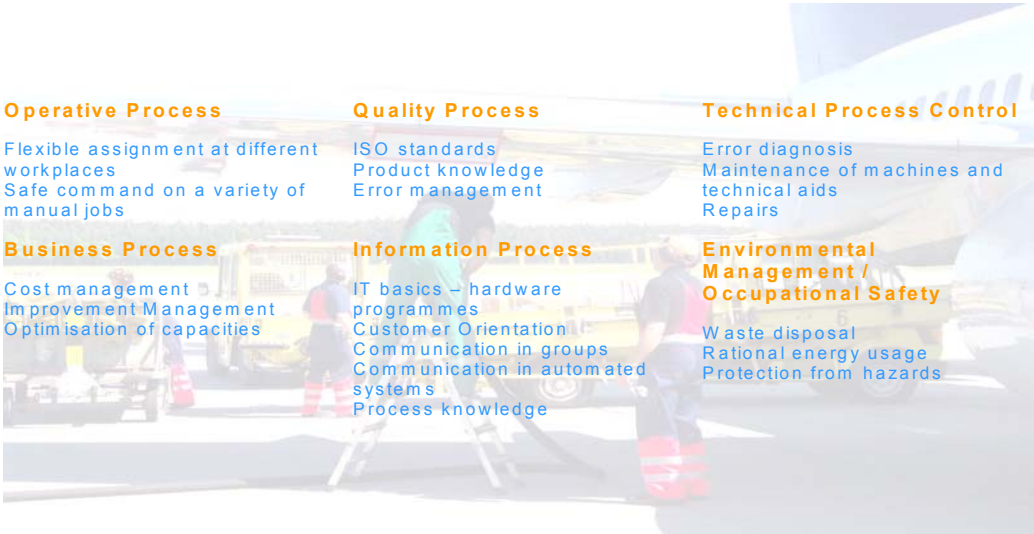 Operative Process
Flexible assignment at different
workplaces
Safe command on a variety of
manual jobs
Quality Process
ISO standards
Product knowledge
Error management
Technical Process Control
Error diagnosis
Maintenance of machines and
technical aids
Repairs
Business Process
Cost management
Improvement Management
Optimisation of capacities
Information Process
IT basics – hardware
programmes
Customer Orientation
Communication in groups
Communication in automated
systems
Process knowledge
Environmental
Management /
Occupational Safety
Waste disposal
Rational energy usage
Protection from hazards